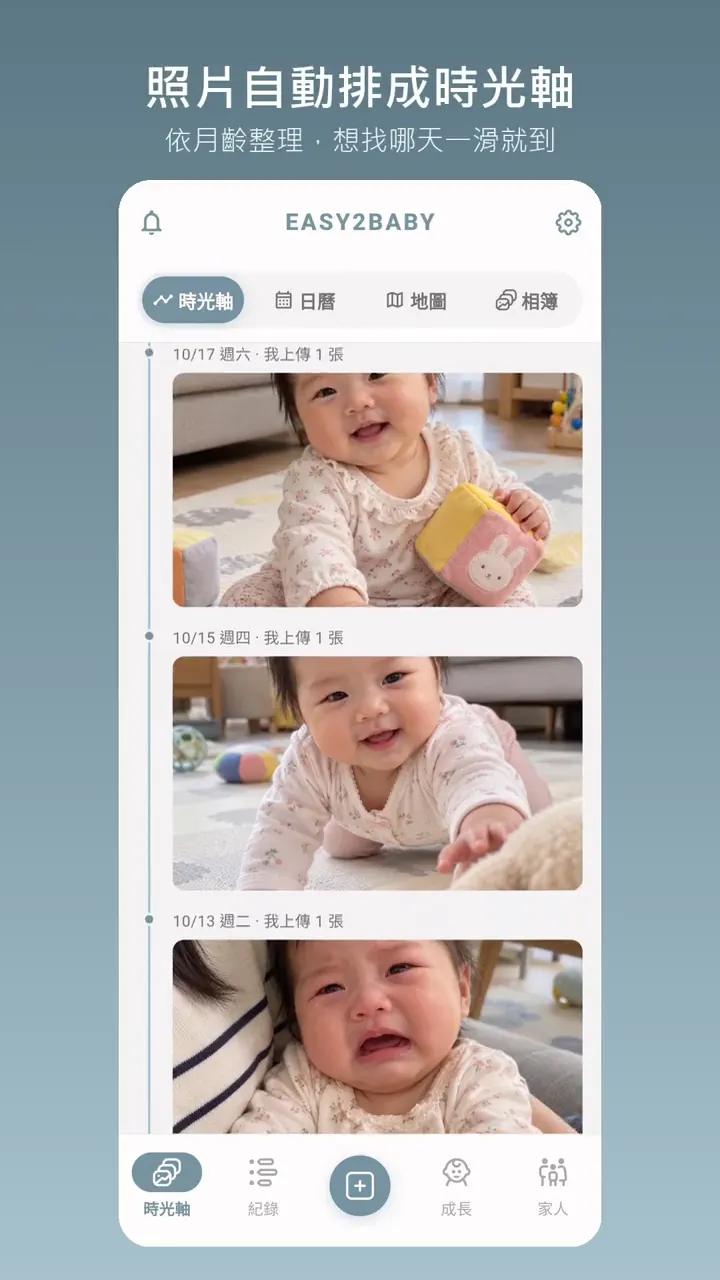 照片自動排成時光軸
依月齡整理，想找哪天一滑就到
EASY2BABY
時光軸 日曆 地圖 相簿
10/17 週六 · 我上傳 1 張
10/15 週四 · 我上傳 1 張
10/13 週二 · 我上傳 1 張
時光軸 紀錄 成長 家人